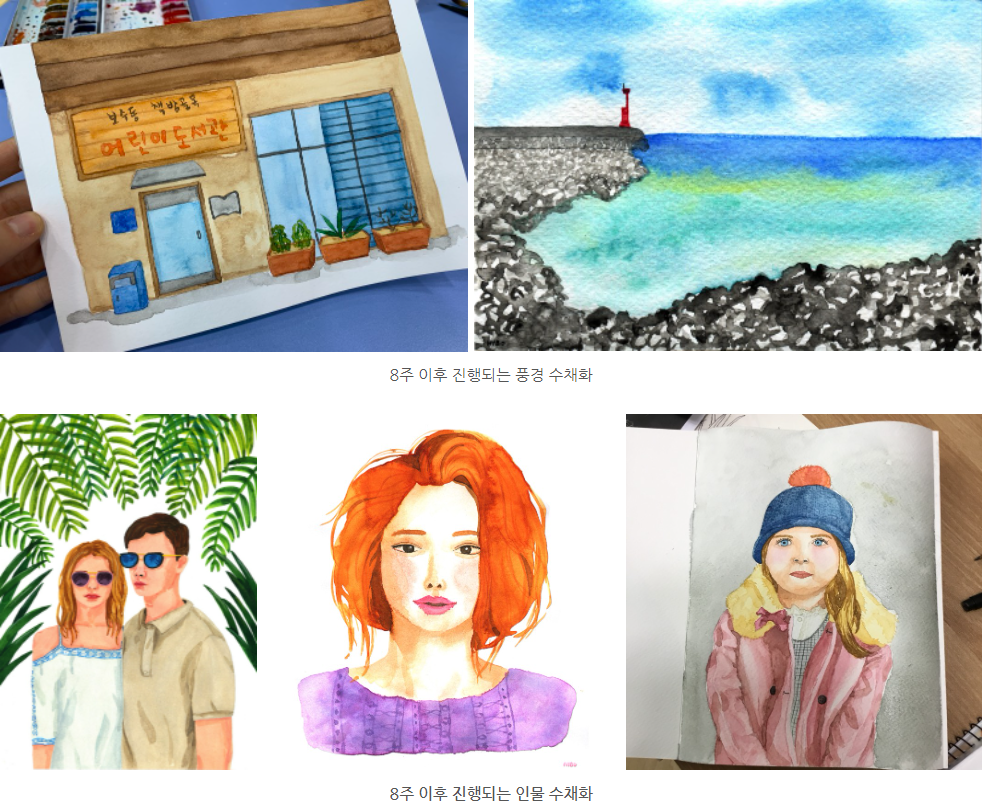 보수동 책방골목
어린이도서관
8주 이후 진행되는 풍경 수채화
8주 이후 진행되는 인물 수채화